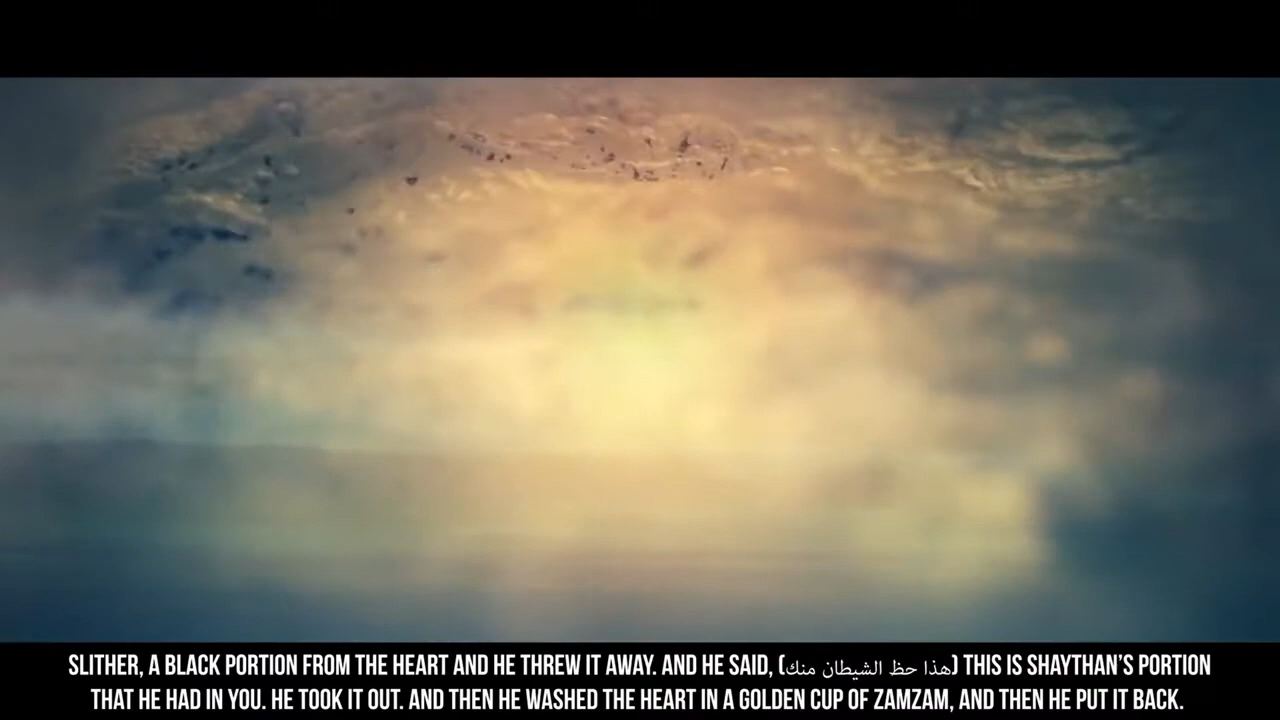 SLITHER, A BLACK PORTION FROM THE HEART AND HE THREW IT AWAY. AND HE SAID, (هذا حظ الشيطان منك) THIS IS SHAYTHAN’S PORTION
THAT HE HAD IN YOU. HE TOOK IT OUT. AND THEN HE WASHED THE HEART IN A GOLDEN CUP OF ZAMZAM, AND THEN HE PUT IT BACK.